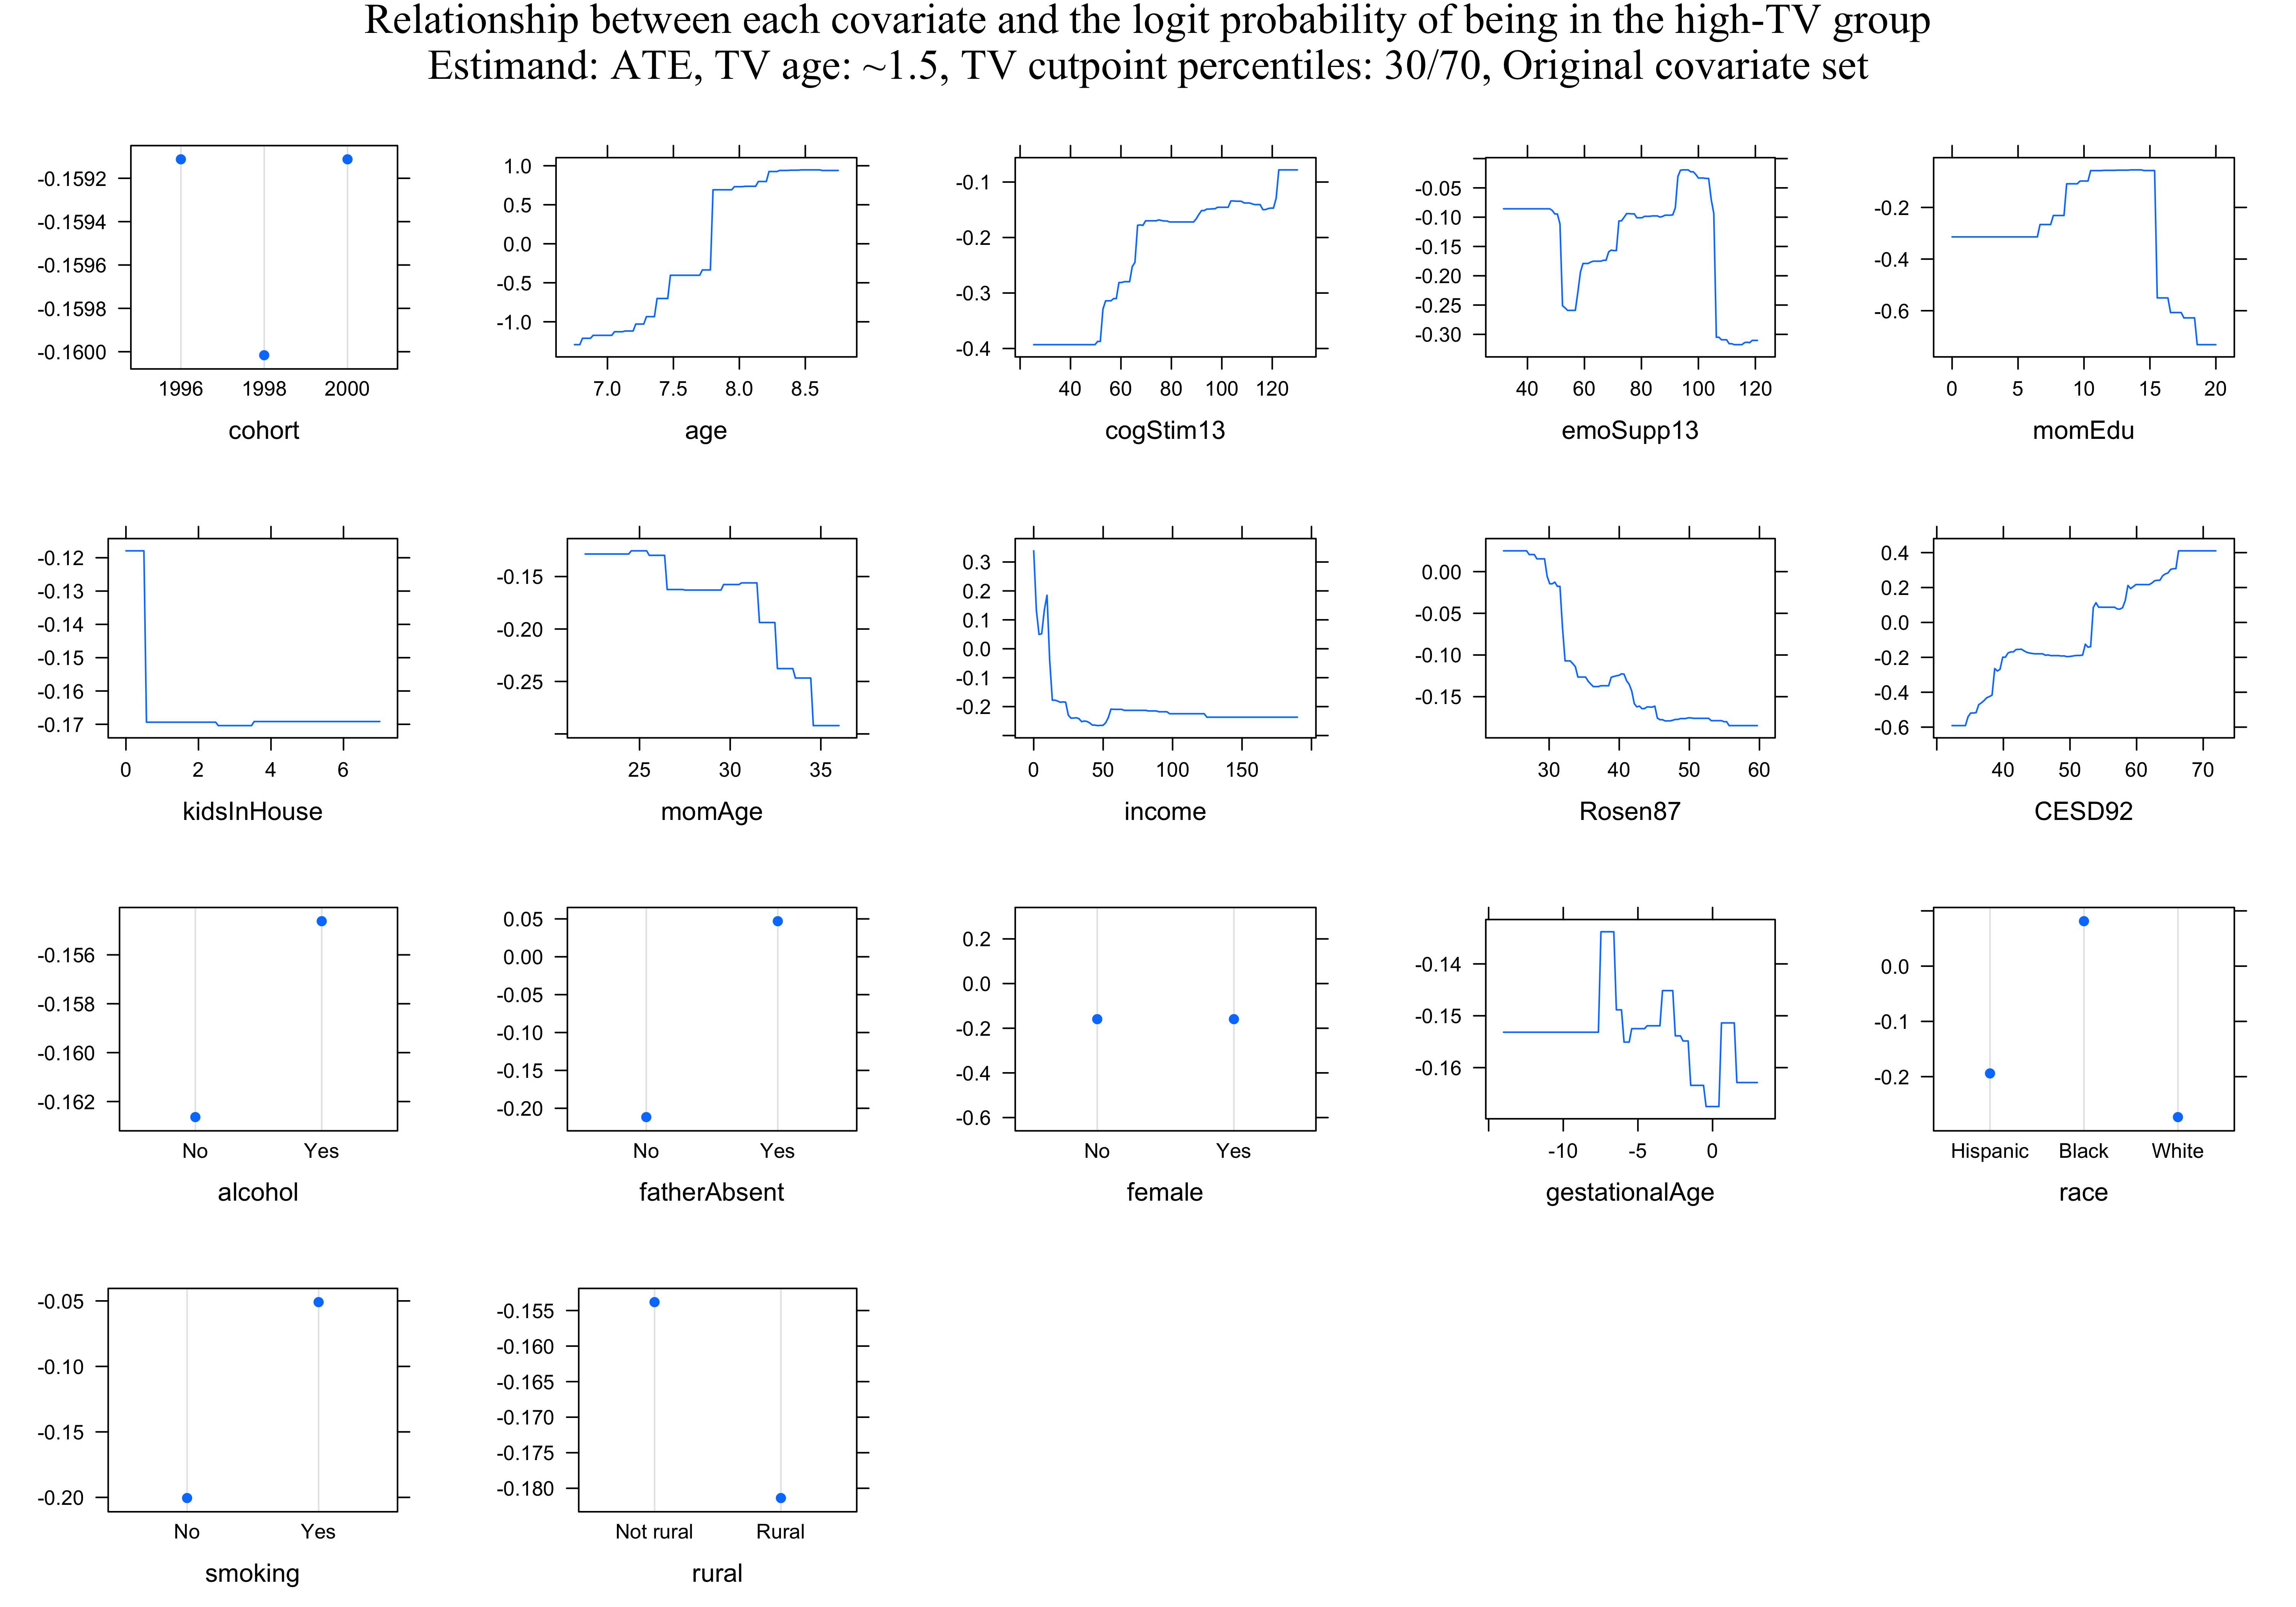 Relationship between each covariate and the logit probability of being in the high-TV group
Estimand: ATE, TV age: ~1.5, TV cutpoint percentiles: 30/70, Original covariate set
-0.1592
-0.1594
-0.1596
-0.1598
-0.1600
1996 1998 2000
cohort
1.0
0.5
0.0
-0.5
-1.0
7.0 7.5 8.0 8.5
age
-0.1
-0.2
-0.3
-0.4
40 60 80 100 120
cogStim13
-0.05
-0.10
-0.15
-0.20
-0.25
-0.30
40 60 80 100 120
emoSupp13
-0.2
-0.4
-0.6
0 5 10 15 20
momEdu
-0.12
-0.13
-0.14
-0.15
-0.16
-0.17
0 2 4 6
kidsInHouse
-0.15
-0.20
-0.25
25 30 35
momAge
0.3
0.2
0.1
0.0
-0.1
-0.2
0 50 100 150
income
0.00
-0.05
-0.10
-0.15
30 40 50 60
Rosen87
0.4
0.2
0.0
-0.2
-0.4
-0.6
40 50 60 70
CESD92
-0.156
-0.158
-0.160
-0.162
No Yes
alcohol
0.05
0.00
-0.05
-0.10
-0.15
-0.20
No Yes
fatherAbsent
0.2
0.0
-0.2
-0.4
-0.6
No Yes
female
-0.14
-0.15
-0.16
-10 -5 0
gestationalAge
0.0
-0.1
-0.2
Hispanic Black White
race
-0.05
-0.10
-0.15
-0.20
No Yes
smoking
-0.155
-0.160
-0.165
-0.170
-0.175
-0.180
Not rural Rural
rural